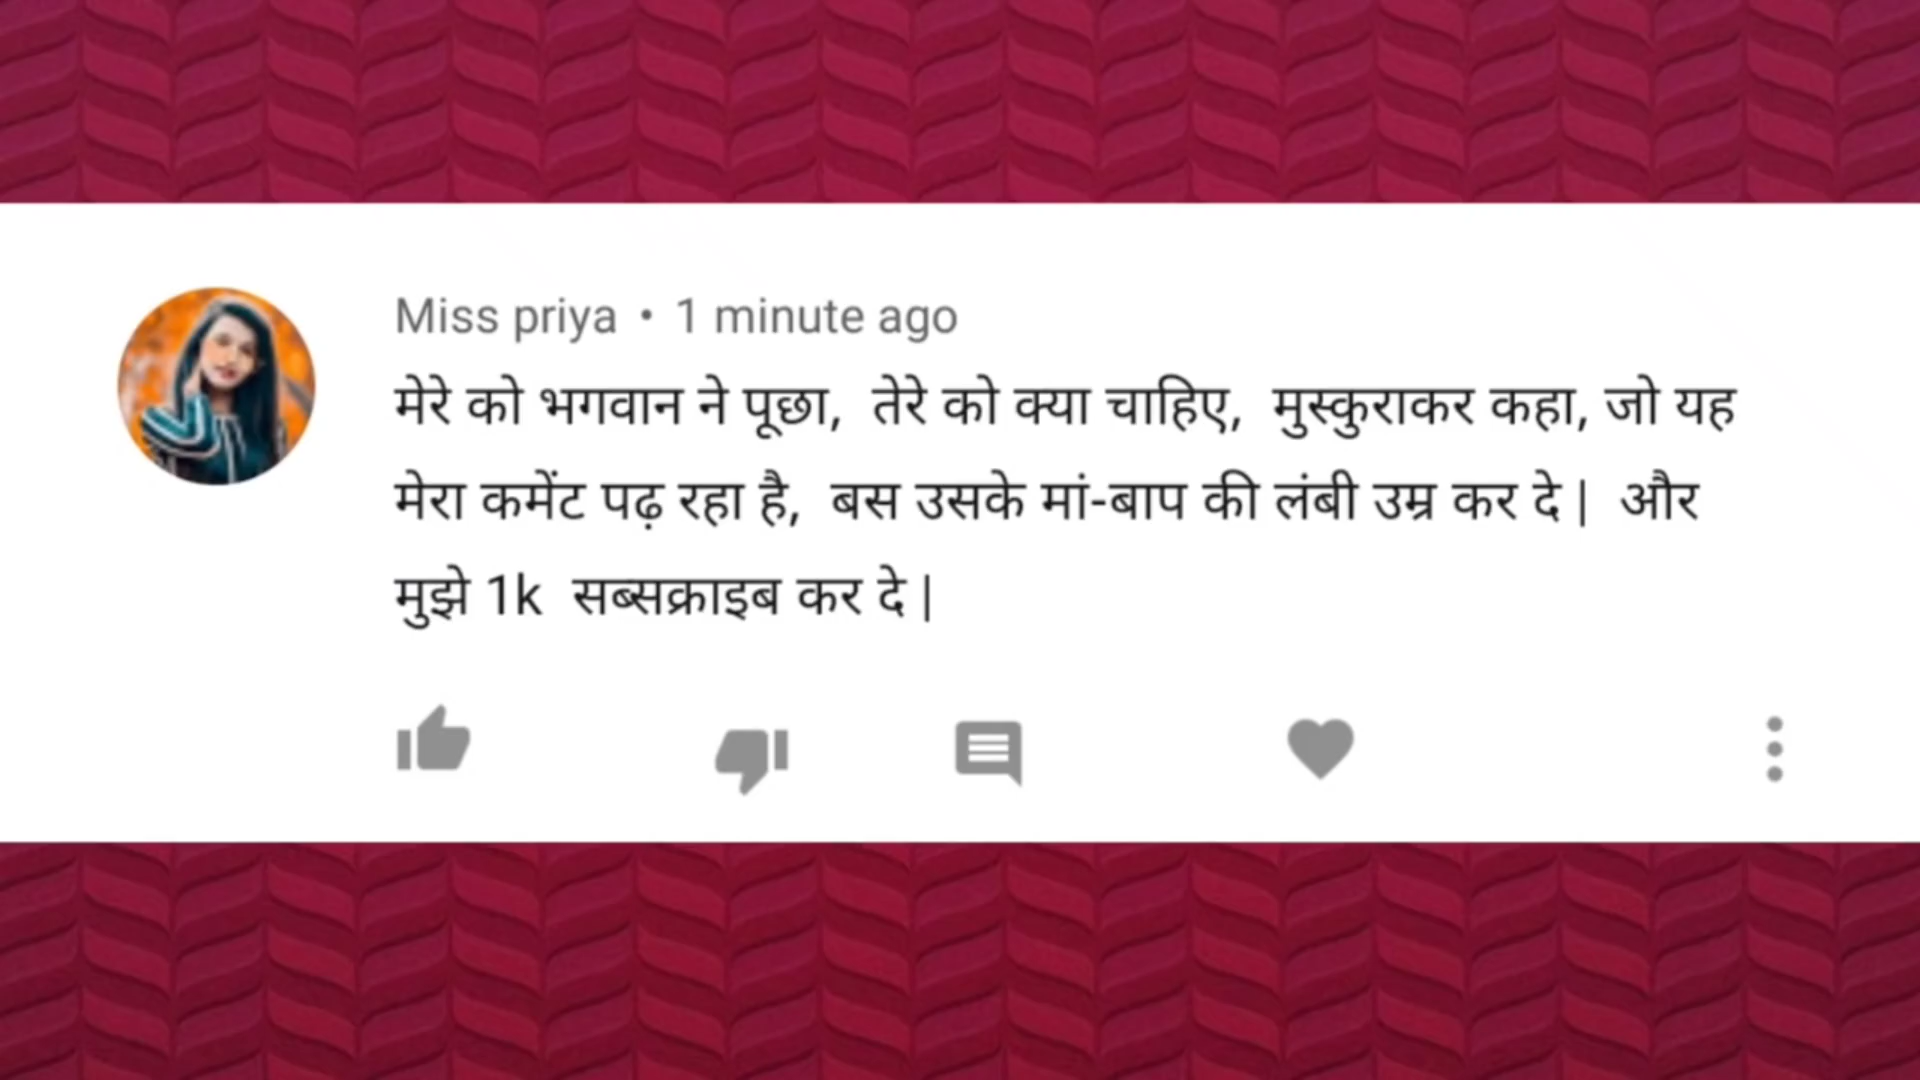 Miss priya • 1 minute ago
मेरे को भगवान ने पूछा, तेरे को क्या चाहिए, मुस्कुराकर कहा, जो यह
मेरा कमेंट पढ़ रहा है, बस उसके मां-बाप की लंबी उम्र कर दे | और
मुझे 1k सब्सक्राइब कर दे |